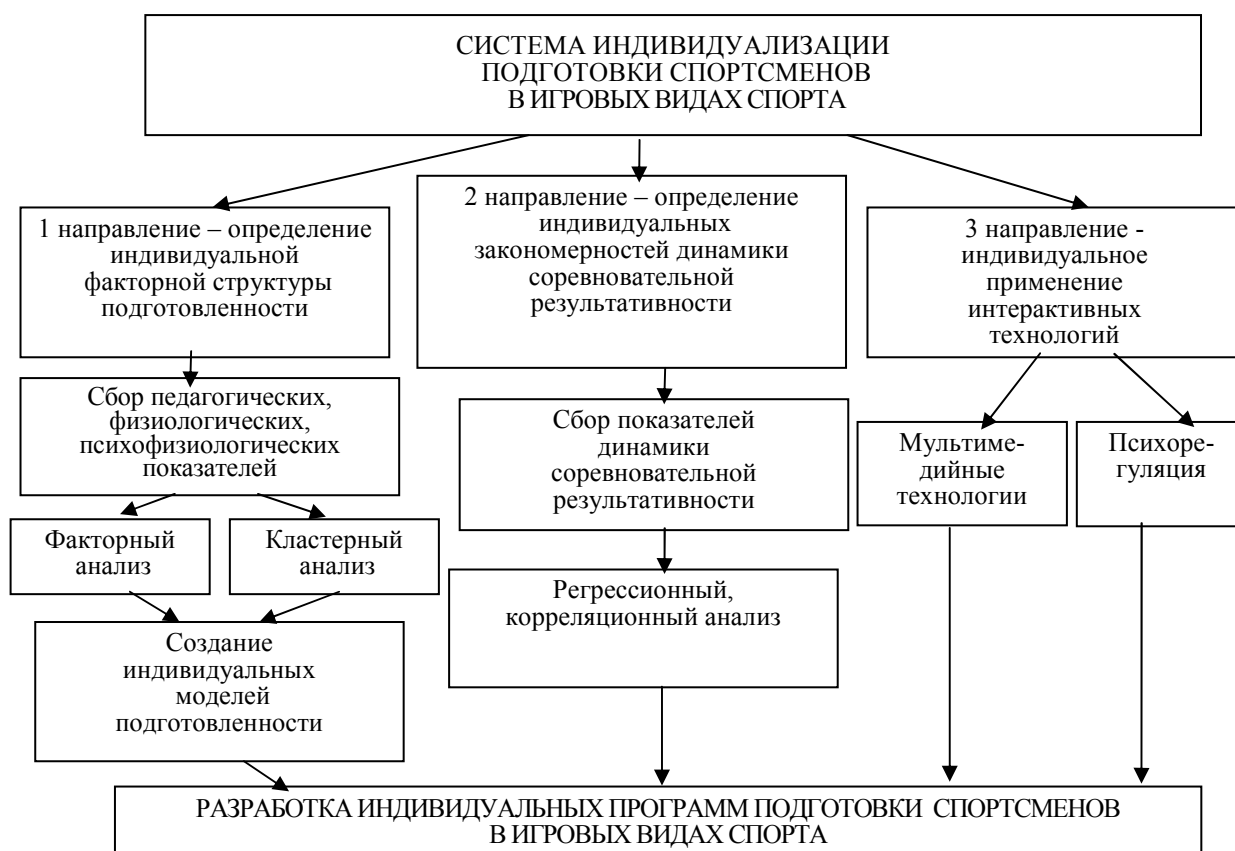 СИСТЕМА ИНДИВИДУАЛИЗАЦИИ
ПОДГОТОВКИ СПОРТСМЕНОВ
В ИГРОВЫХ ВИДАХ СПОРТА
1 направление – определение
индивидуальной
факторной структуры
подготовленности
2 направление – определение
индивидуальных
закономерностей динамики
соревновательной
результативности
3 направление -
индивидуальное
применение
интерактивных
технологий
Сбор педагогических,
физиологических,
психофизиологических
показателей
Сбор показателей
динамики
соревновательной
результативности
Мультиме-
дийные
технологии
Психоре-
гуляция
Факторный
анализ
Кластерный
анализ
Регрессионный,
корреляционный анализ
Создание
индивидуальных
моделей
подготовленности
РАЗРАБОТКА ИНДИВИДУАЛЬНЫХ ПРОГРАММ ПОДГОТОВКИ СПОРТСМЕНОВ
В ИГРОВЫХ ВИДАХ СПОРТА